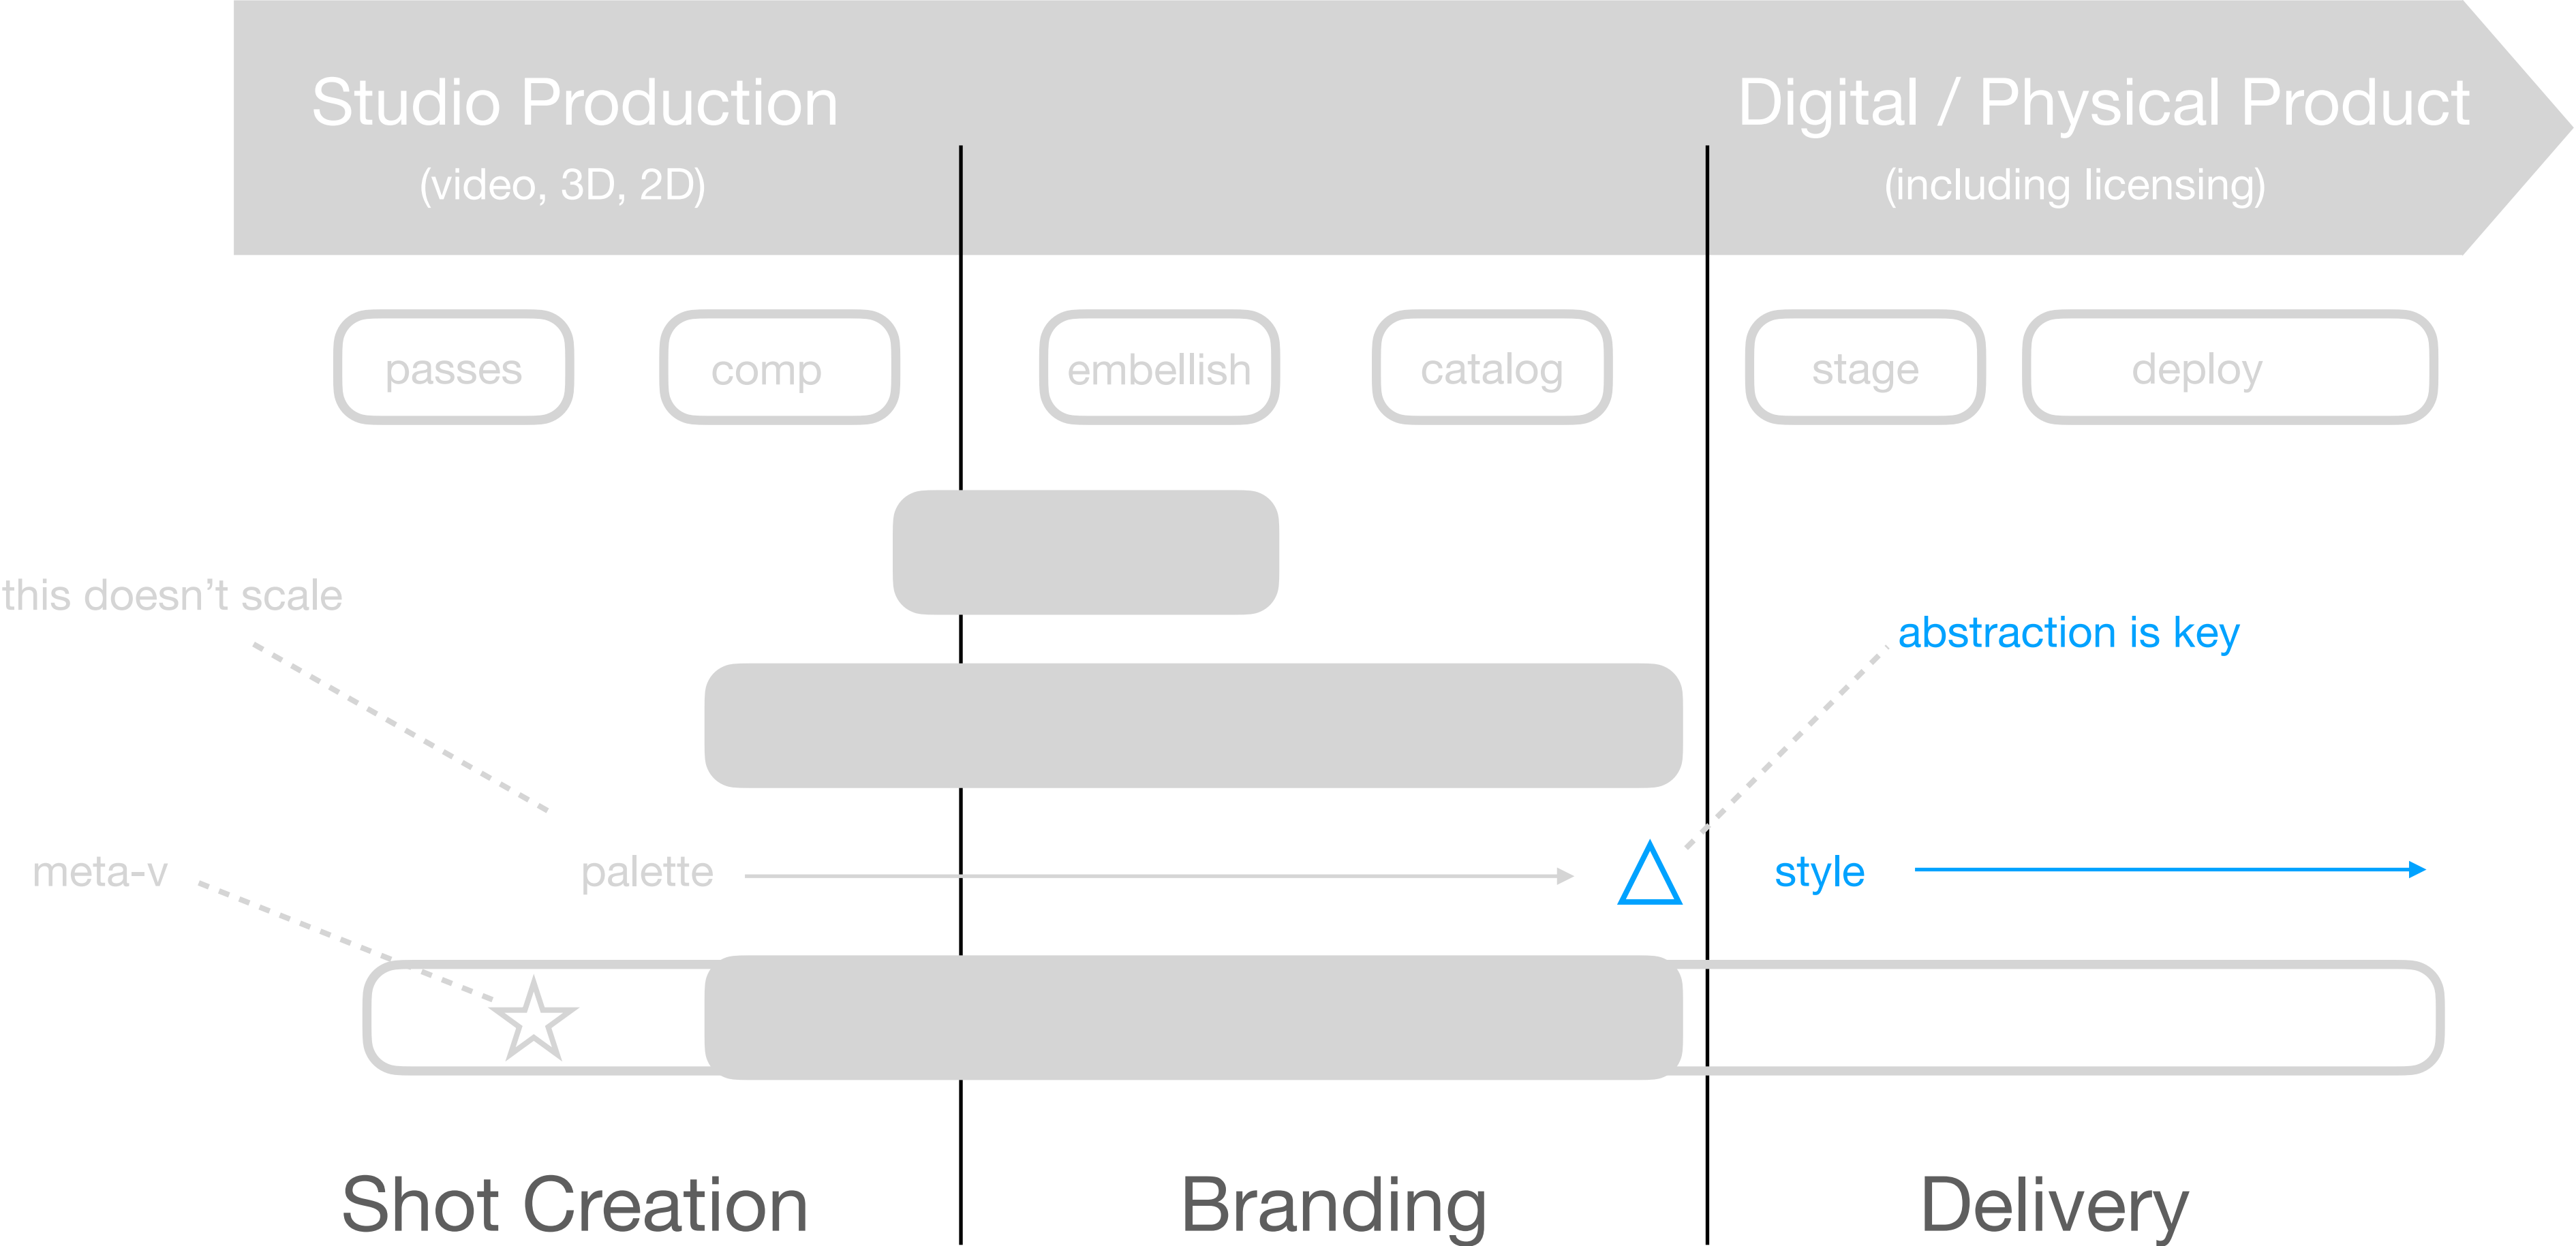 Studio Production
(video, 3D, 2D)
Digital / Physical Product
(including licensing)
passes
comp
embellish
catalog
stage
deploy
this doesn’t scale
abstraction is key
meta-v
palette
style
Shot Creation
Branding
Delivery